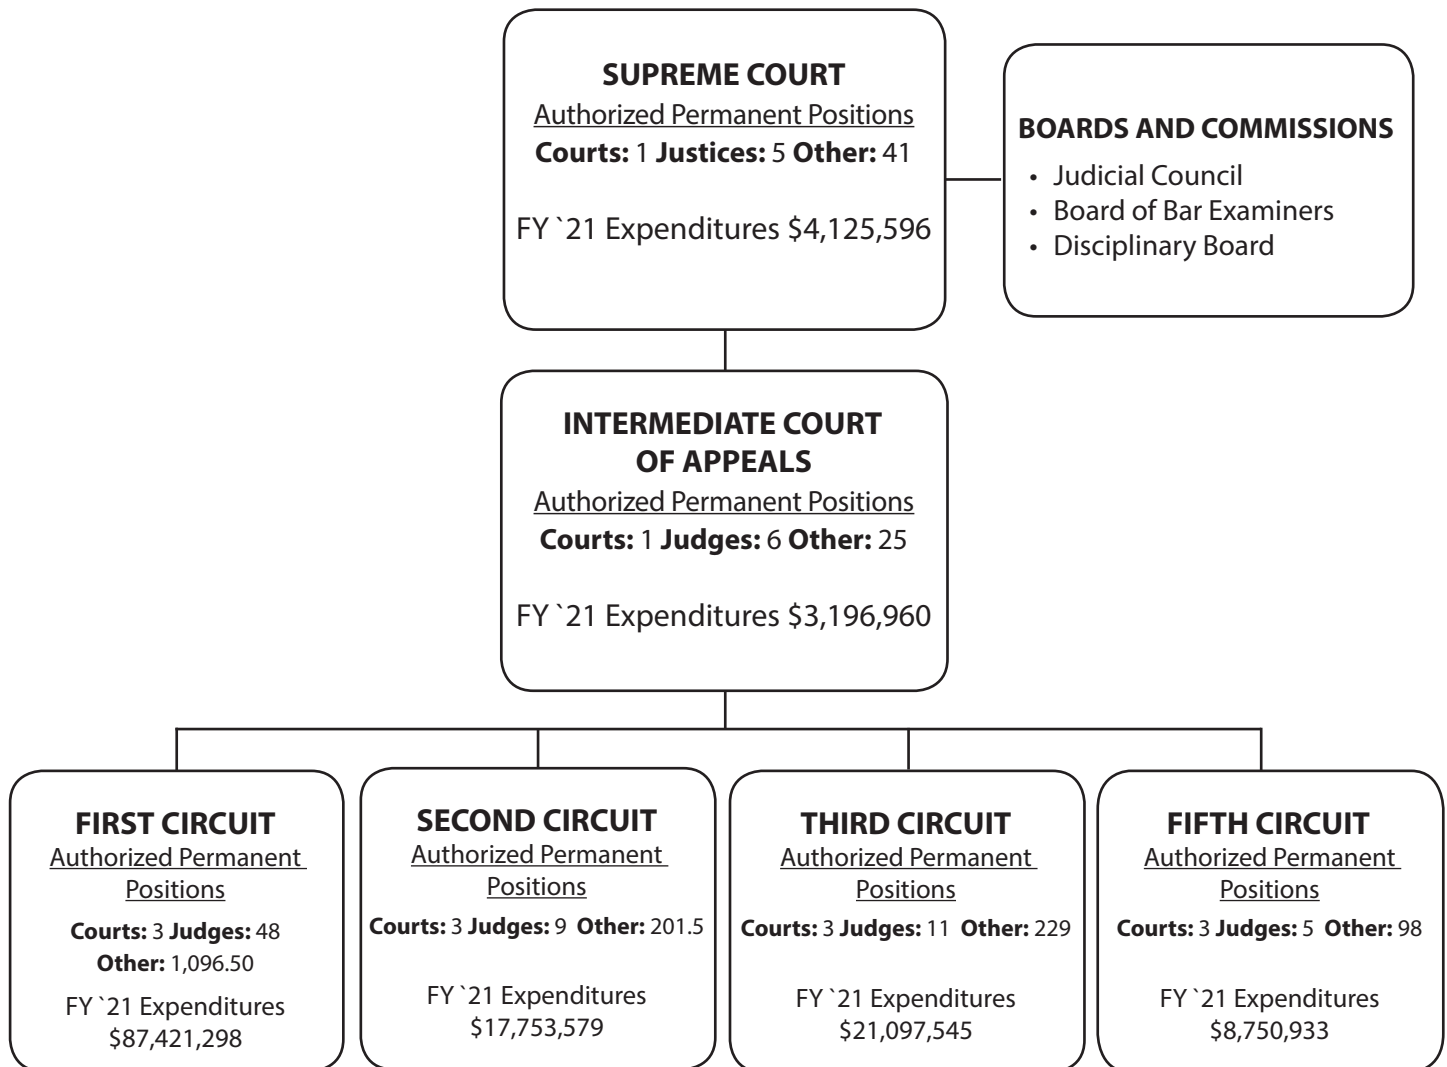 SUPREME COURT
Authorized Permanent Positions
Courts: 1 Justices: 5 Other: 41
FY `21 Expenditures $4,125,596
BOARDS AND COMMISSIONS
• Judicial Council
• Board of Bar Examiners
• Disciplinary Board
INTERMEDIATE COURT
OF APPEALS
Authorized Permanent Positions
Courts: 1 Judges: 6 Other: 25
FY `21 Expenditures $3,196,960
FIRST CIRCUIT
Authorized Permanent
Positions
Courts: 3 Judges: 48
Other: 1,096.50
FY `21 Expenditures
$87,421,298
SECOND CIRCUIT
Authorized Permanent
Positions
Courts: 3 Judges: 9 Other: 201.5
FY `21 Expenditures
$17,753,579
THIRD CIRCUIT
Authorized Permanent
Positions
Courts: 3 Judges: 11 Other: 229
FY `21 Expenditures
$21,097,545
FIFTH CIRCUIT
Authorized Permanent
Positions
Courts: 3 Judges: 5 Other: 98
FY `21 Expenditures
$8,750,933